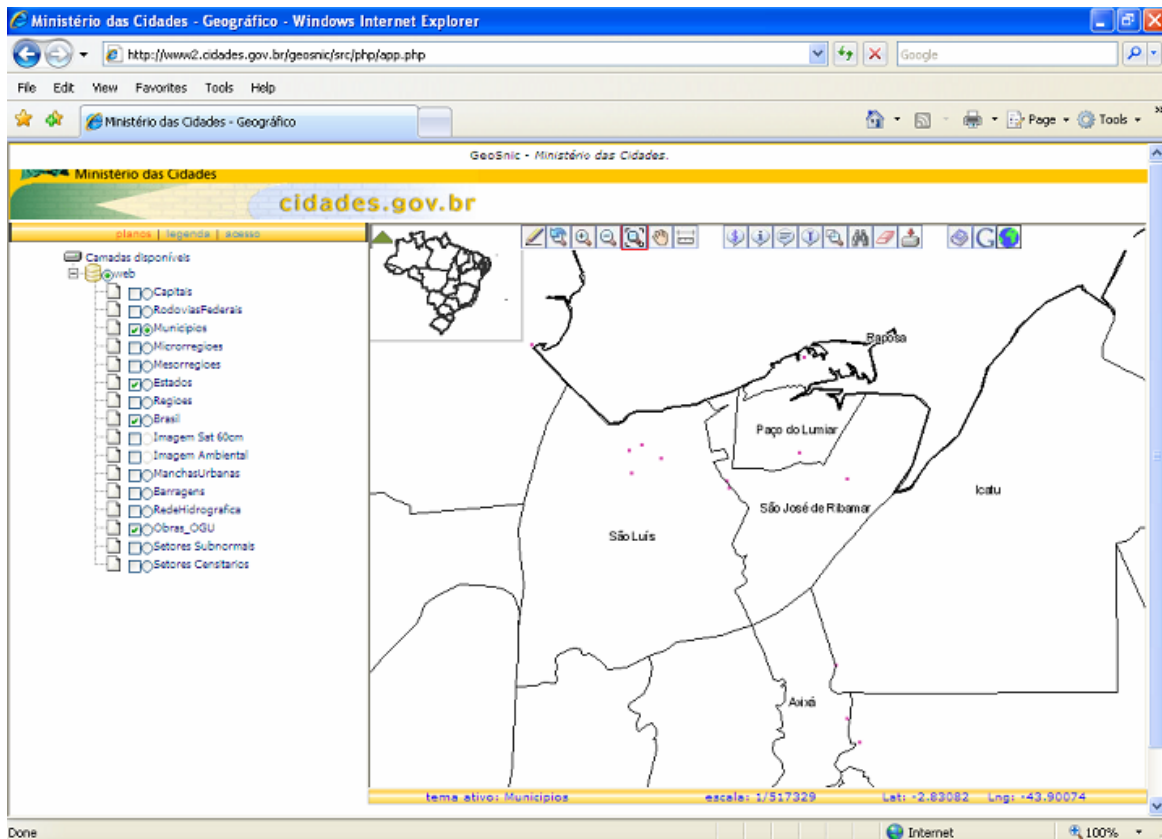 Ministério das Cidades - Geográfico - Windows Internet Explorer
http://www2.cidades.gov.br/geosnic/src/php/app.php
Google
File Edit View Favorites Tools Help
Ministério das Cidades - Geográfico
Page Tools
GeoSnic - Ministério das Cidades.
Ministério das Cidades
cidades.gov.br
planos | legenda | acesso
Camadas disponíveis
web
Capitais
RodoviasFederais
Municipios
Microrregioes
Mesorregioes
Estados
Regioes
Brasil
Imagem Sat 60cm
Imagem Ambiental
ManchasUrbanas
Barragens
RedeHidrografica
Obras_OGU
Setores Subnormais
Setores Censitarios
Raposa
Paço do Lumiar
Icatu
São José de Ribamar
São Luís
Axixá
tema ativo: Municipios escala: 1/517329 Lat: -2.83082 Lng: -43.90074
Done Internet 100%